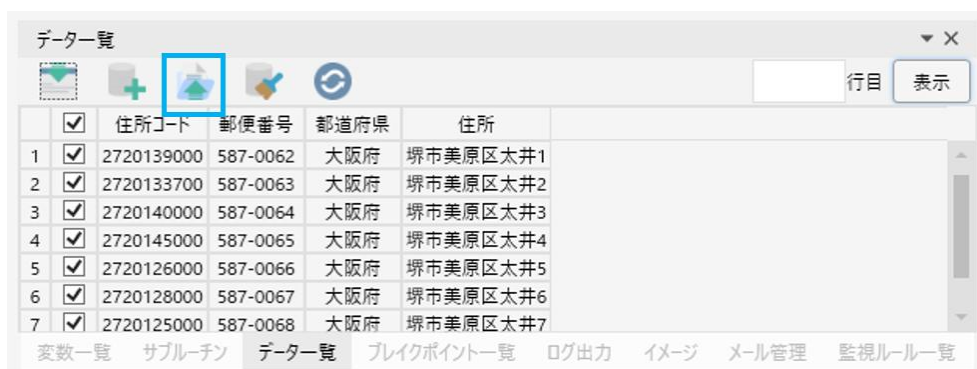 データ一覧
行目 表示
住所コード 郵便番号 都道府県 住所
1 2720139000 587-0062 大阪府 堺市美原区太井1
2 2720133700 587-0063 大阪府 堺市美原区太井2
3 2720140000 587-0064 大阪府 堺市美原区太井3
4 2720145000 587-0065 大阪府 堺市美原区太井4
5 2720126000 587-0066 大阪府 堺市美原区太井5
6 2720128000 587-0067 大阪府 堺市美原区太井6
7 2720125000 587-0068 大阪府 堺市美原区太井7
変数一覧 サブルーチン データ一覧 ブレイクポイント一覧 ログ出力 イメージ メール管理 監視ルール一覧